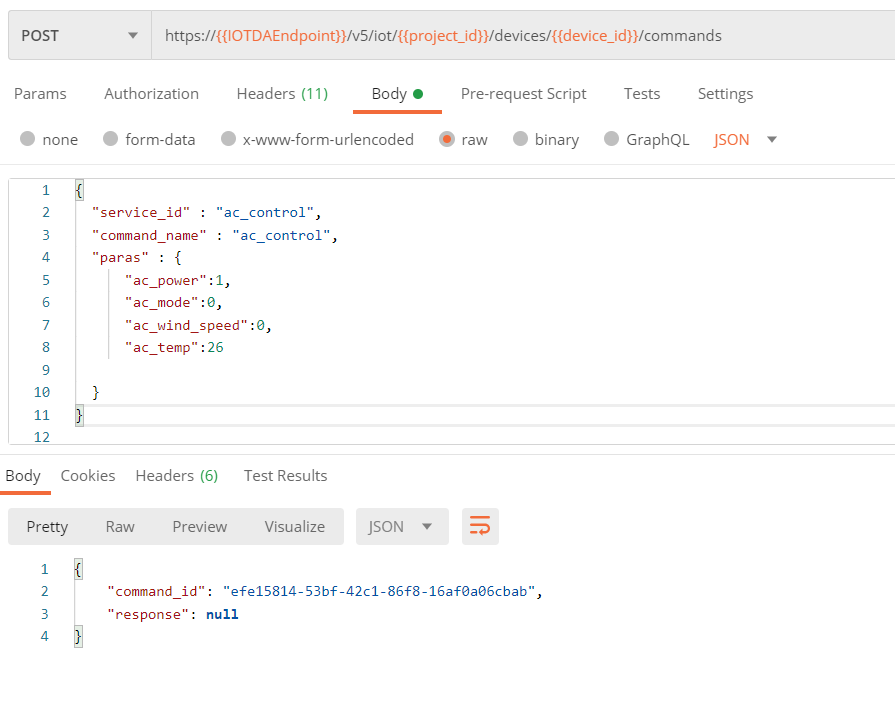 POST https://{{IOTDAEndpoint}}/v5/iot/{{project_id}}/devices/{{device_id}}/commands
Params Authorization Headers (11) Body Pre-request Script Tests Settings
none form-data x-www-form-urlencoded raw binary GraphQL JSON
1 {
2 "service_id" : "ac_control",
3 "command_name" : "ac_control",
4 "paras" : {
5 "ac_power":1,
6 "ac_mode":0,
7 "ac_wind_speed":0,
8 "ac_temp":26
9
10 }
11 }
12
Body Cookies Headers (6) Test Results
Pretty Raw Preview Visualize JSON
1 {
2 "command_id": "efe15814-53bf-42c1-86f8-16af0a06cbab",
3 "response": null
4 }